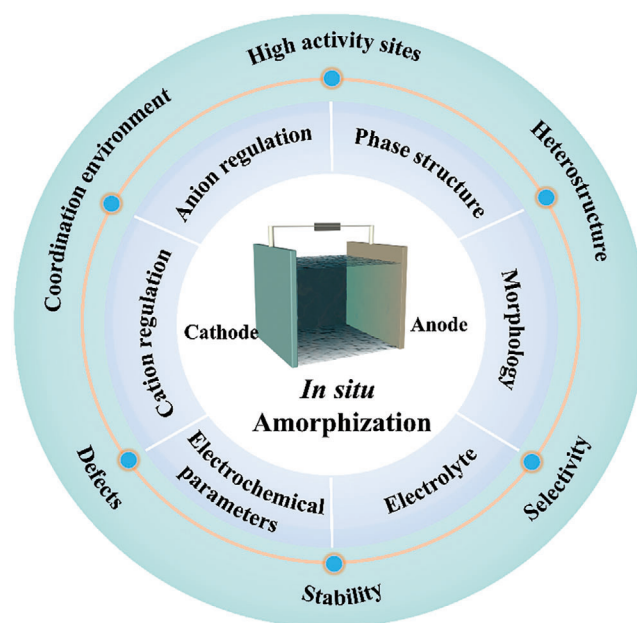 High activity sites
Heterostructure
Selectivity
Stability
Defects
Coordination environment
Anion regulation
Phase structure
Morphology
Electrolyte
Electrochemical
parameters
Cation regulation
Cathode
Anode
In situ
Amorphization